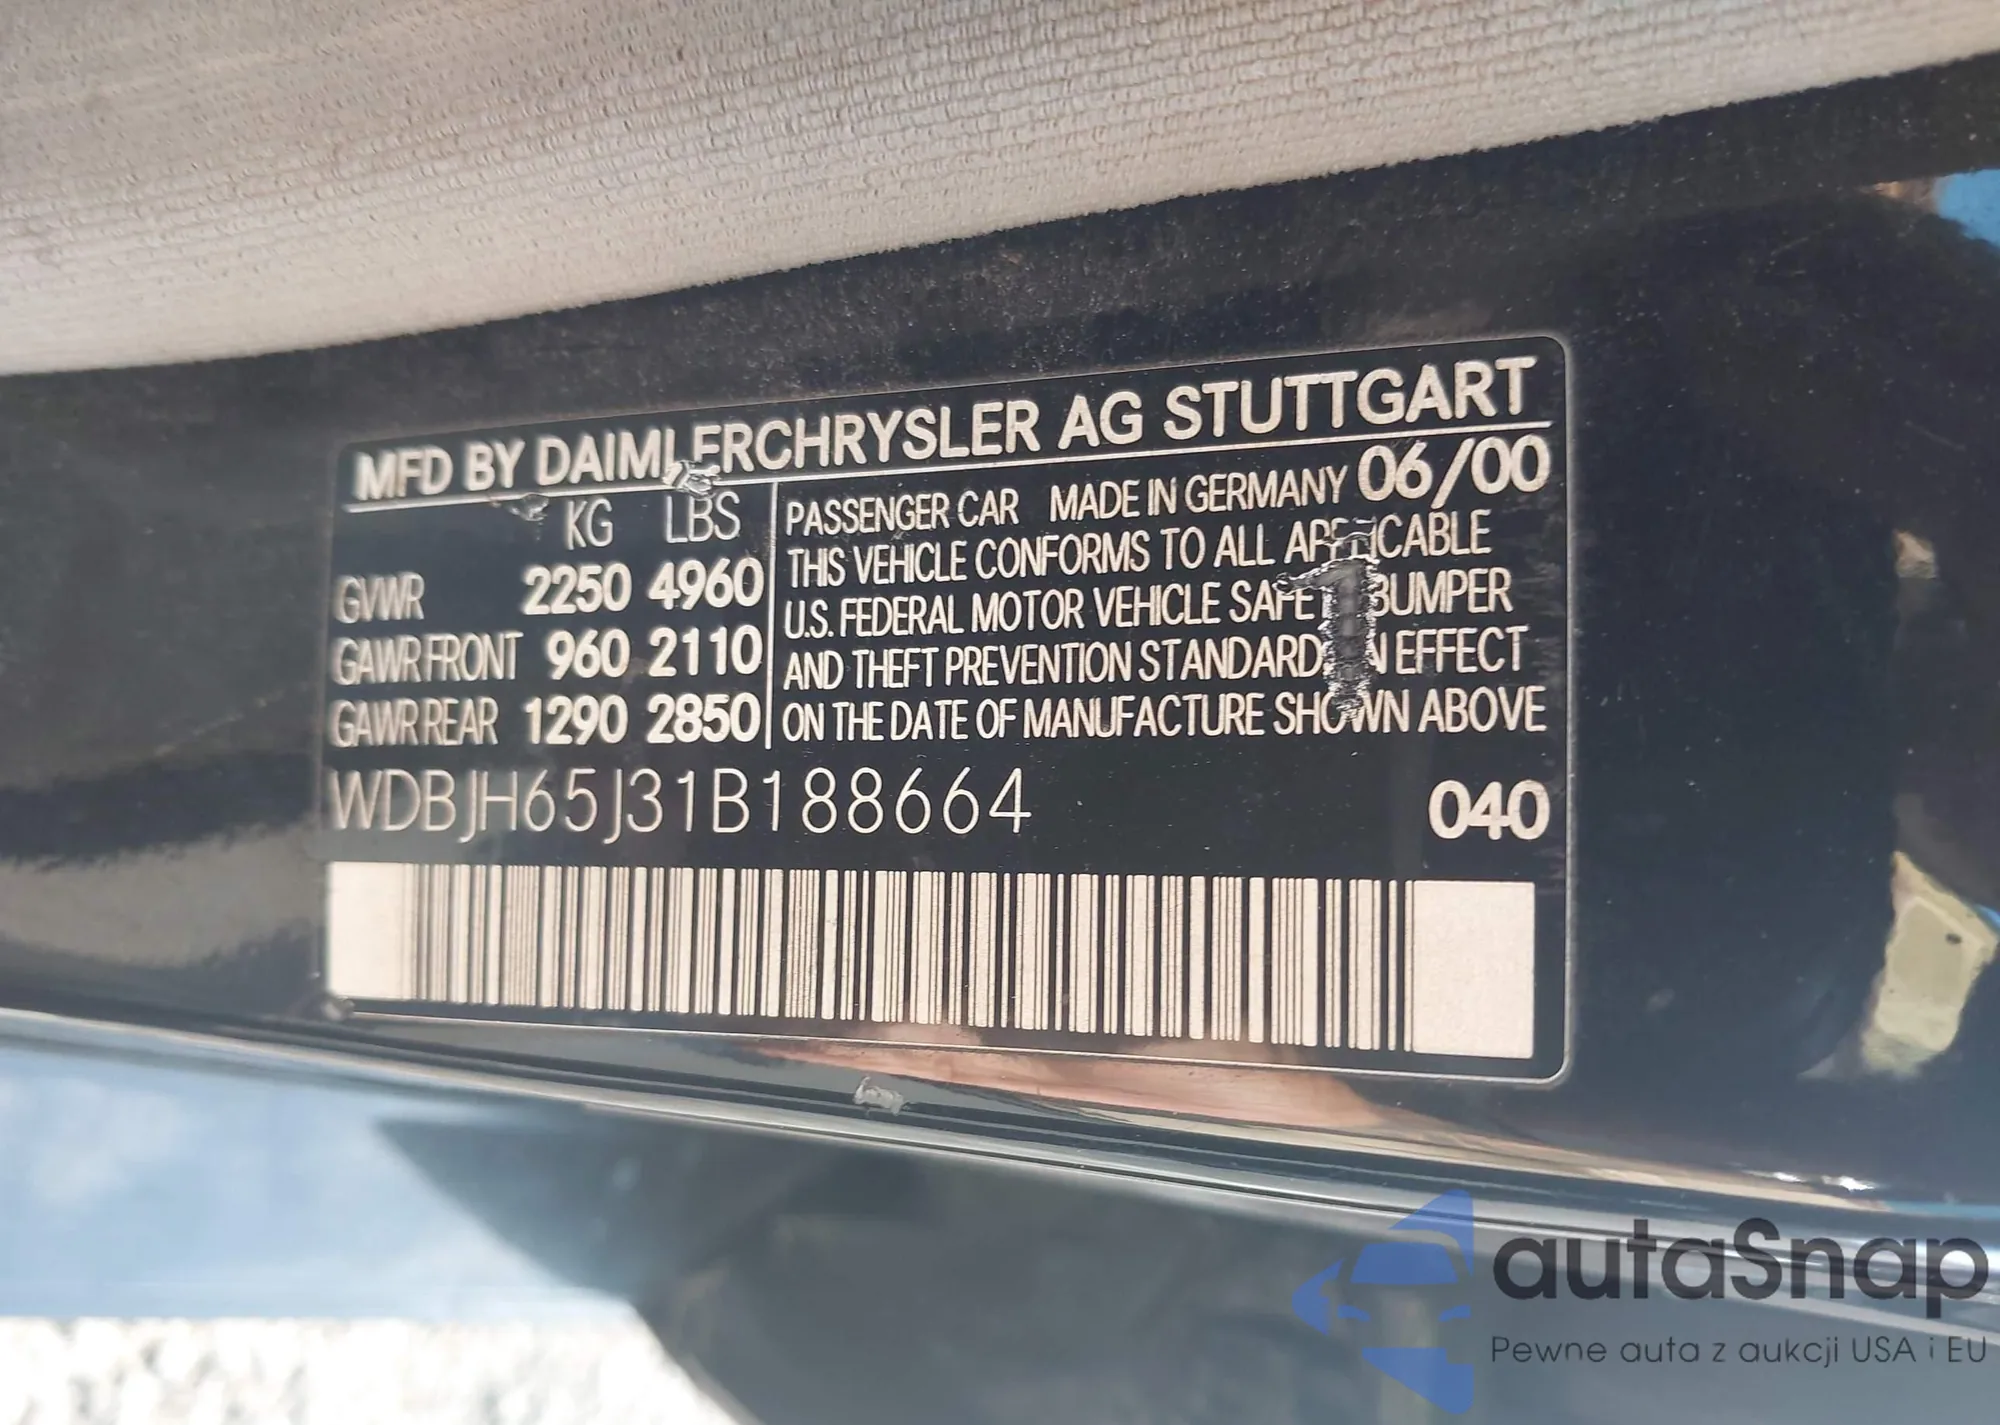 MFD BY DAIMLERCHRYSLER AG STUTTGART
KG LBS
GVWR 2250 4960
GAWR FRONT 960 2110
GAWR REAR 1290 2850
PASSENGER CAR MADE IN GERMANY 06/00
THIS VEHICLE CONFORMS TO ALL APPLICABLE
U.S. FEDERAL MOTOR VEHICLE SAFETY BUMPER
AND THEFT PREVENTION STANDARDS IN EFFECT
ON THE DATE OF MANUFACTURE SHOWN ABOVE
WDBJH65J31B188664 040
autaSnap
Pewne auta z aukcji USA i EU